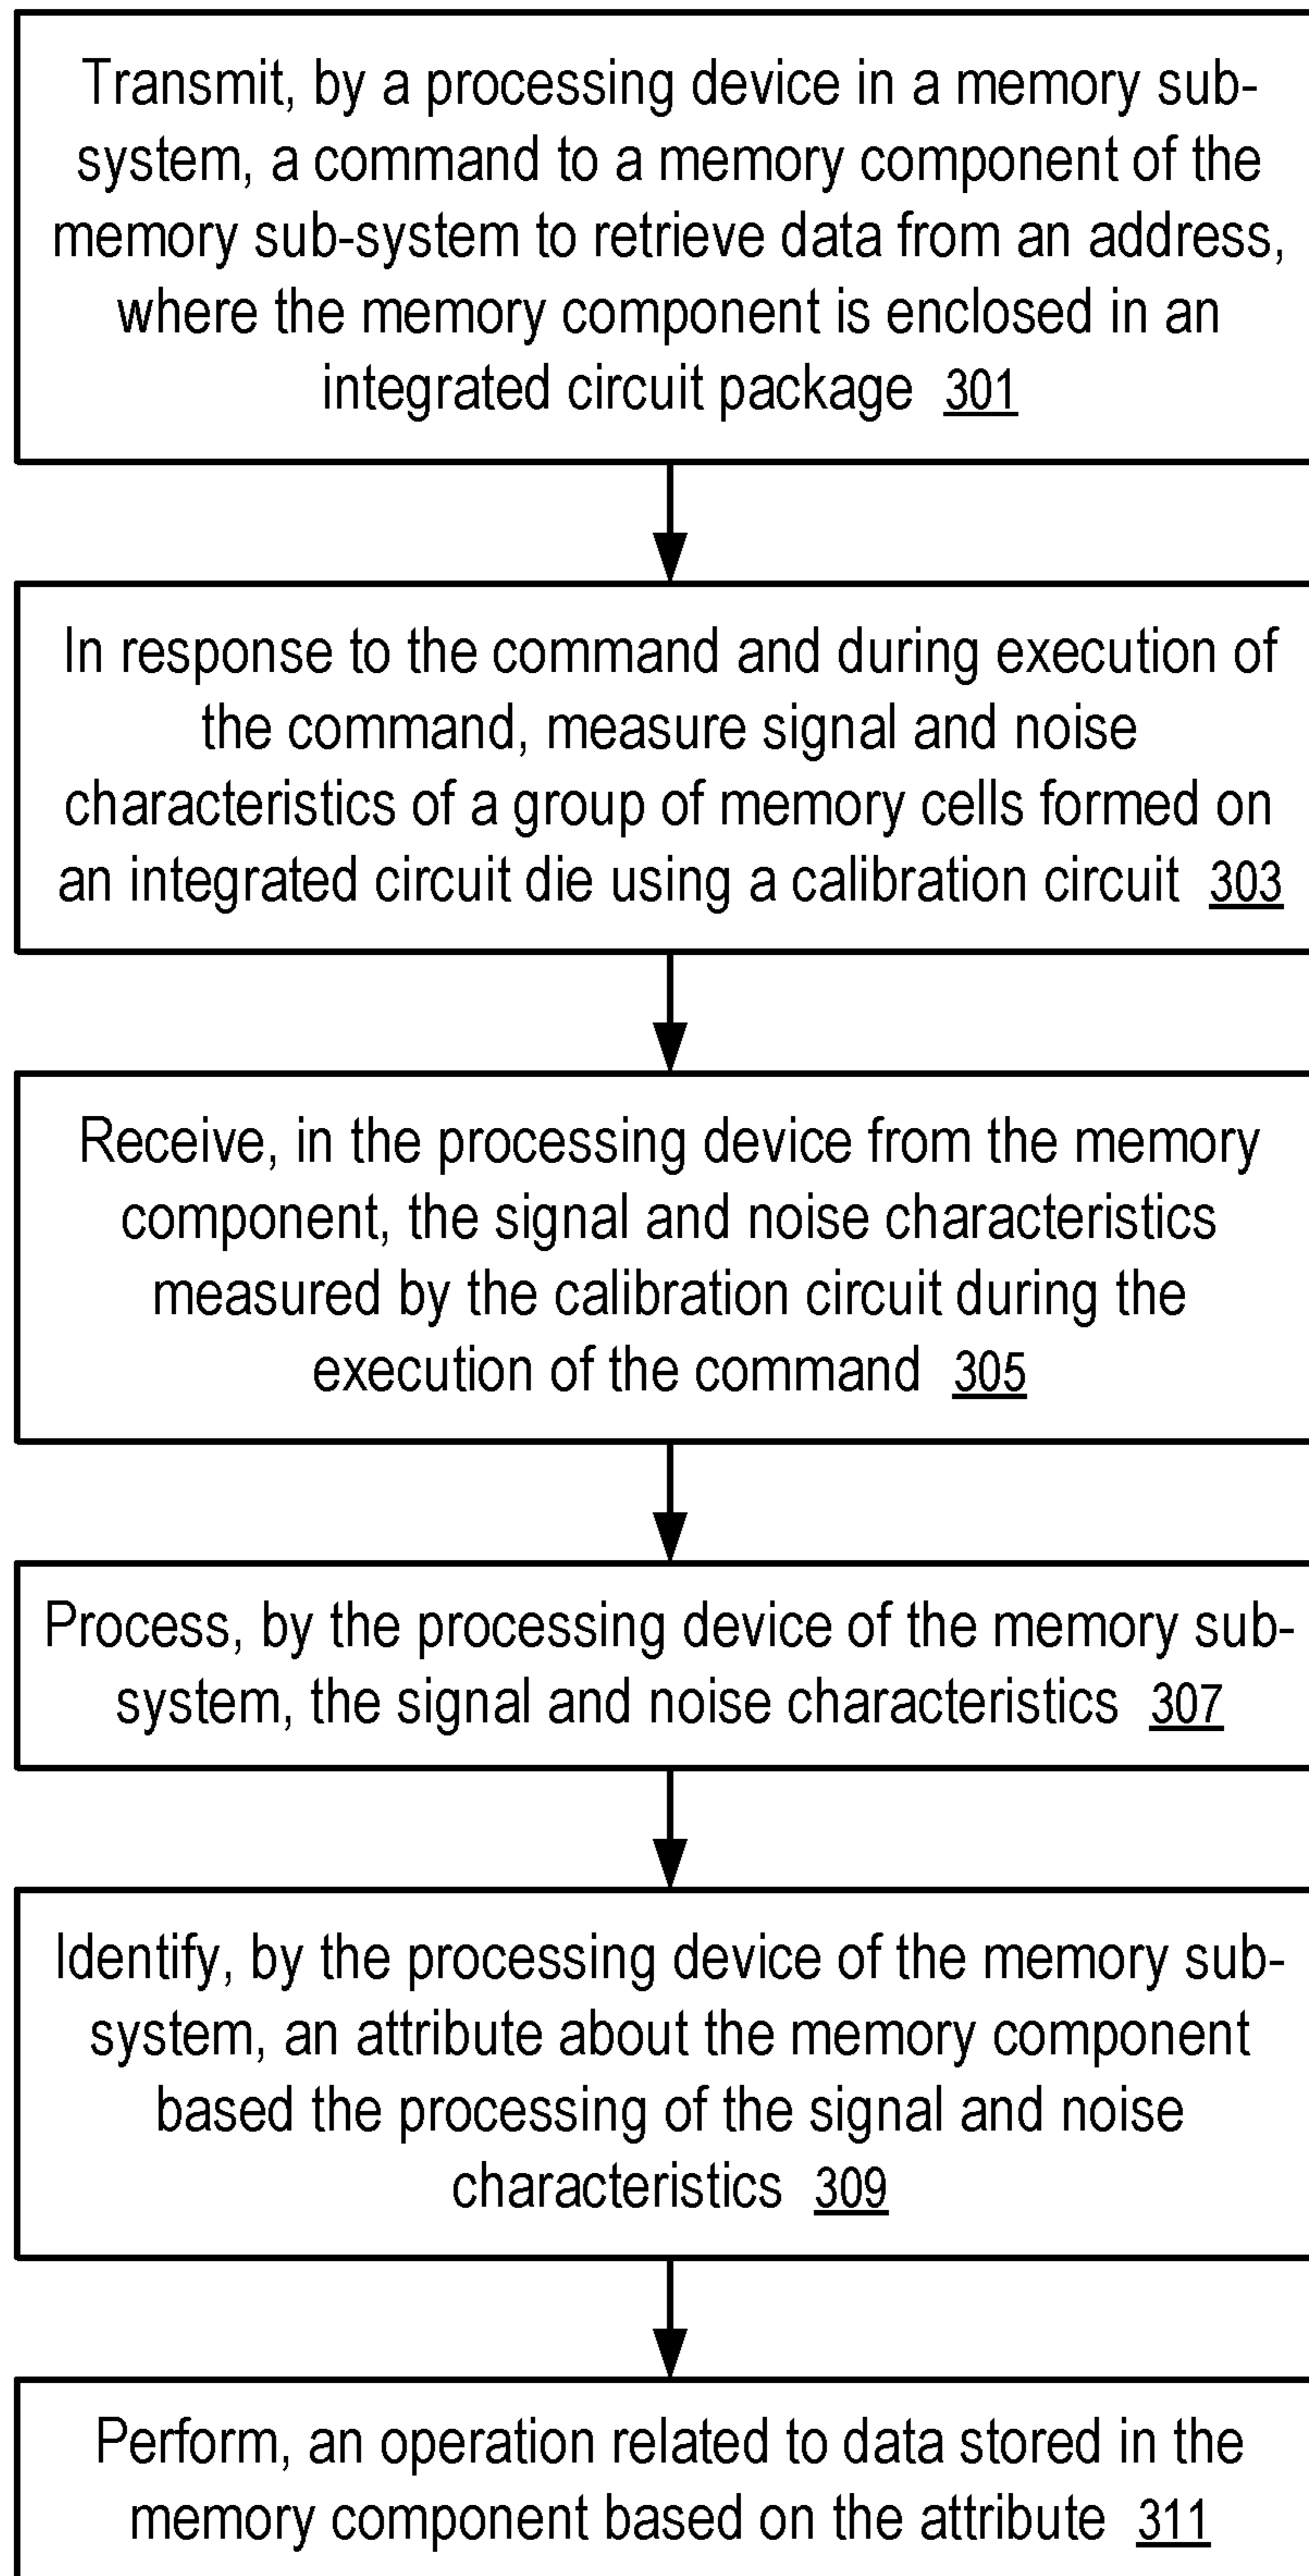 Transmit, by a processing device in a memory sub-
system, a command to a memory component of the
memory sub-system to retrieve data from an address,
where the memory component is enclosed in an
integrated circuit package 301
In response to the command and during execution of
the command, measure signal and noise
characteristics of a group of memory cells formed on
an integrated circuit die using a calibration circuit 303
Receive, in the processing device from the memory
component, the signal and noise characteristics
measured by the calibration circuit during the
execution of the command 305
Process, by the processing device of the memory sub-
system, the signal and noise characteristics 307
Identify, by the processing device of the memory sub-
system, an attribute about the memory component
based the processing of the signal and noise
characteristics 309
Perform, an operation related to data stored in the
memory component based on the attribute 311